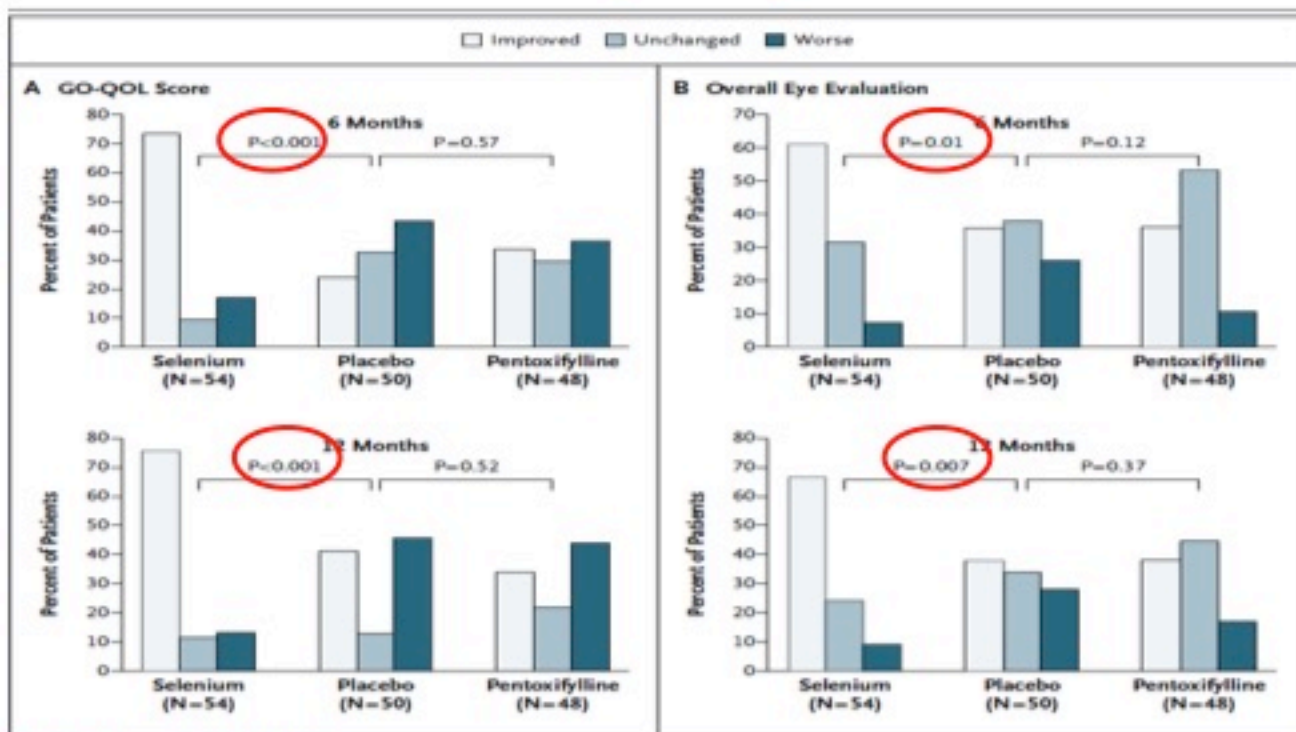 Improved Unchanged Worse
A GO-QOL Score
6 Months
P<0.001 P=0.57
80
70
60
50
40
30
20
10
0
Percent of Patients
Selenium Placebo Pentoxifylline
(N=54) (N=50) (N=48)
12 Months
P<0.001 P=0.52
80
70
60
50
40
30
20
10
0
Percent of Patients
Selenium Placebo Pentoxifylline
(N=54) (N=50) (N=48)
B Overall Eye Evaluation
6 Months
P=0.01 P=0.12
70
60
50
40
30
20
10
0
Percent of Patients
Selenium Placebo Pentoxifylline
(N=54) (N=50) (N=48)
12 Months
P=0.007 P=0.37
80
70
60
50
40
30
20
10
0
Percent of Patients
Selenium Placebo Pentoxifylline
(N=54) (N=50) (N=48)